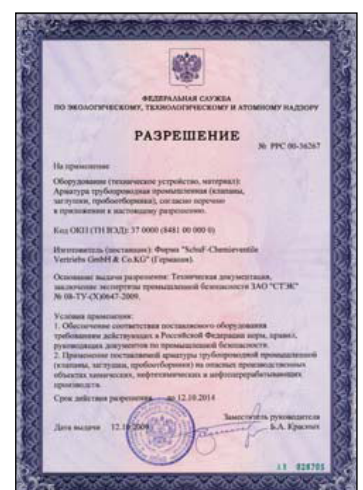 ФЕДЕРАЛЬНАЯ СЛУЖБА
ПО ЭКОЛОГИЧЕСКОМУ, ТЕХНОЛОГИЧЕСКОМУ И АТОМНОМУ НАДЗОРУ
РАЗРЕШЕНИЕ
№ РРС 00-36267
На применение
Оборудование (техническое устройство, материал):
Арматура трубопроводная промышленная (клапаны,
заглушки, пробоотборники), согласно перечню
в приложении к настоящему разрешению.
Код ОКП (ТН ВЭД): 37 0000 (8481 00 000 0)
Изготовитель (поставщик): Фирма "SchuF-Chemieventile
Vertriebs GmbH & Co.KG" (Германия).
Основание выдачи разрешения: Техническая документация,
заключение экспертизы промышленной безопасности ЗАО "СТЭК"
№ 08-ТУ-(Х)0647-2009.
Условия применения:
1. Обеспечение соответствия поставляемого оборудования
требованиям действующих в Российской Федерации норм, правил,
руководящих документов по промышленной безопасности.
2. Применение поставляемой арматуры трубопроводной промышленной
(клапаны, заглушки, пробоотборники) на опасных производственных
объектах химических, нефтехимических и нефтеперерабатывающих
производств.
Срок действия разрешения до 12.10.2014
Заместитель руководителя
Дата выдачи 12.10.2009 Б.А. Красных
АВ 028705